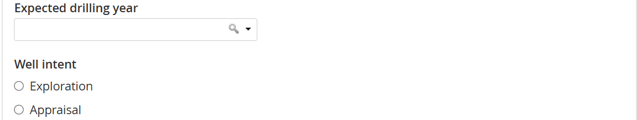 Expected drilling year
Well intent
Exploration
Appraisal